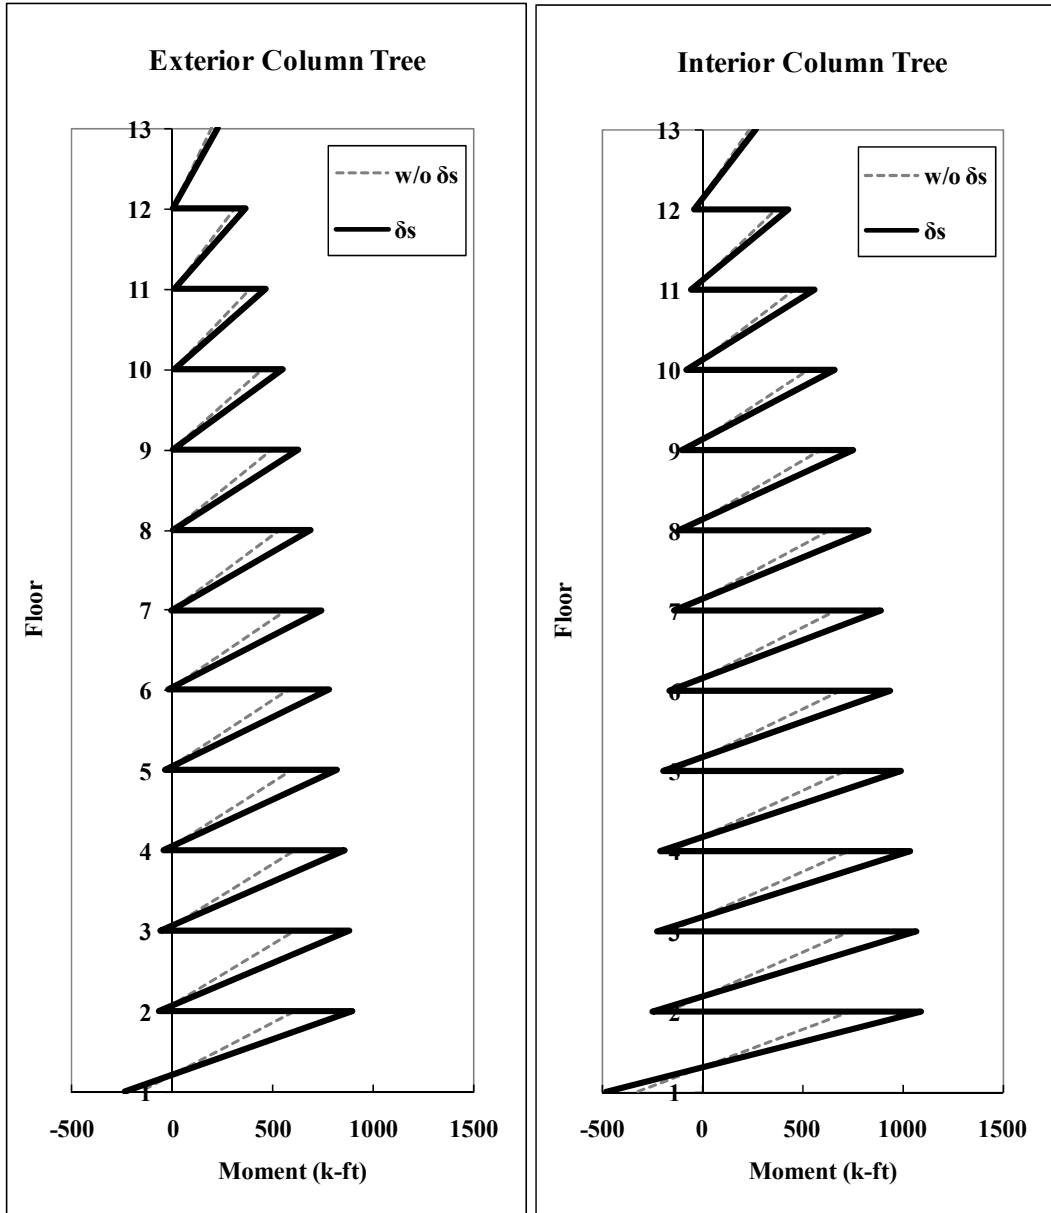 Exterior Column Tree
13
12
11
10
9
8
7
6
5
4
3
2
1
w/o δs
δs
Floor
-500 0 500 1000 1500
Moment (k-ft)
Interior Column Tree
13
12
11
10
9
8
7
6
5
4
3
2
1
w/o δs
δs
Floor
-500 0 500 1000 1500
Moment (k-ft)